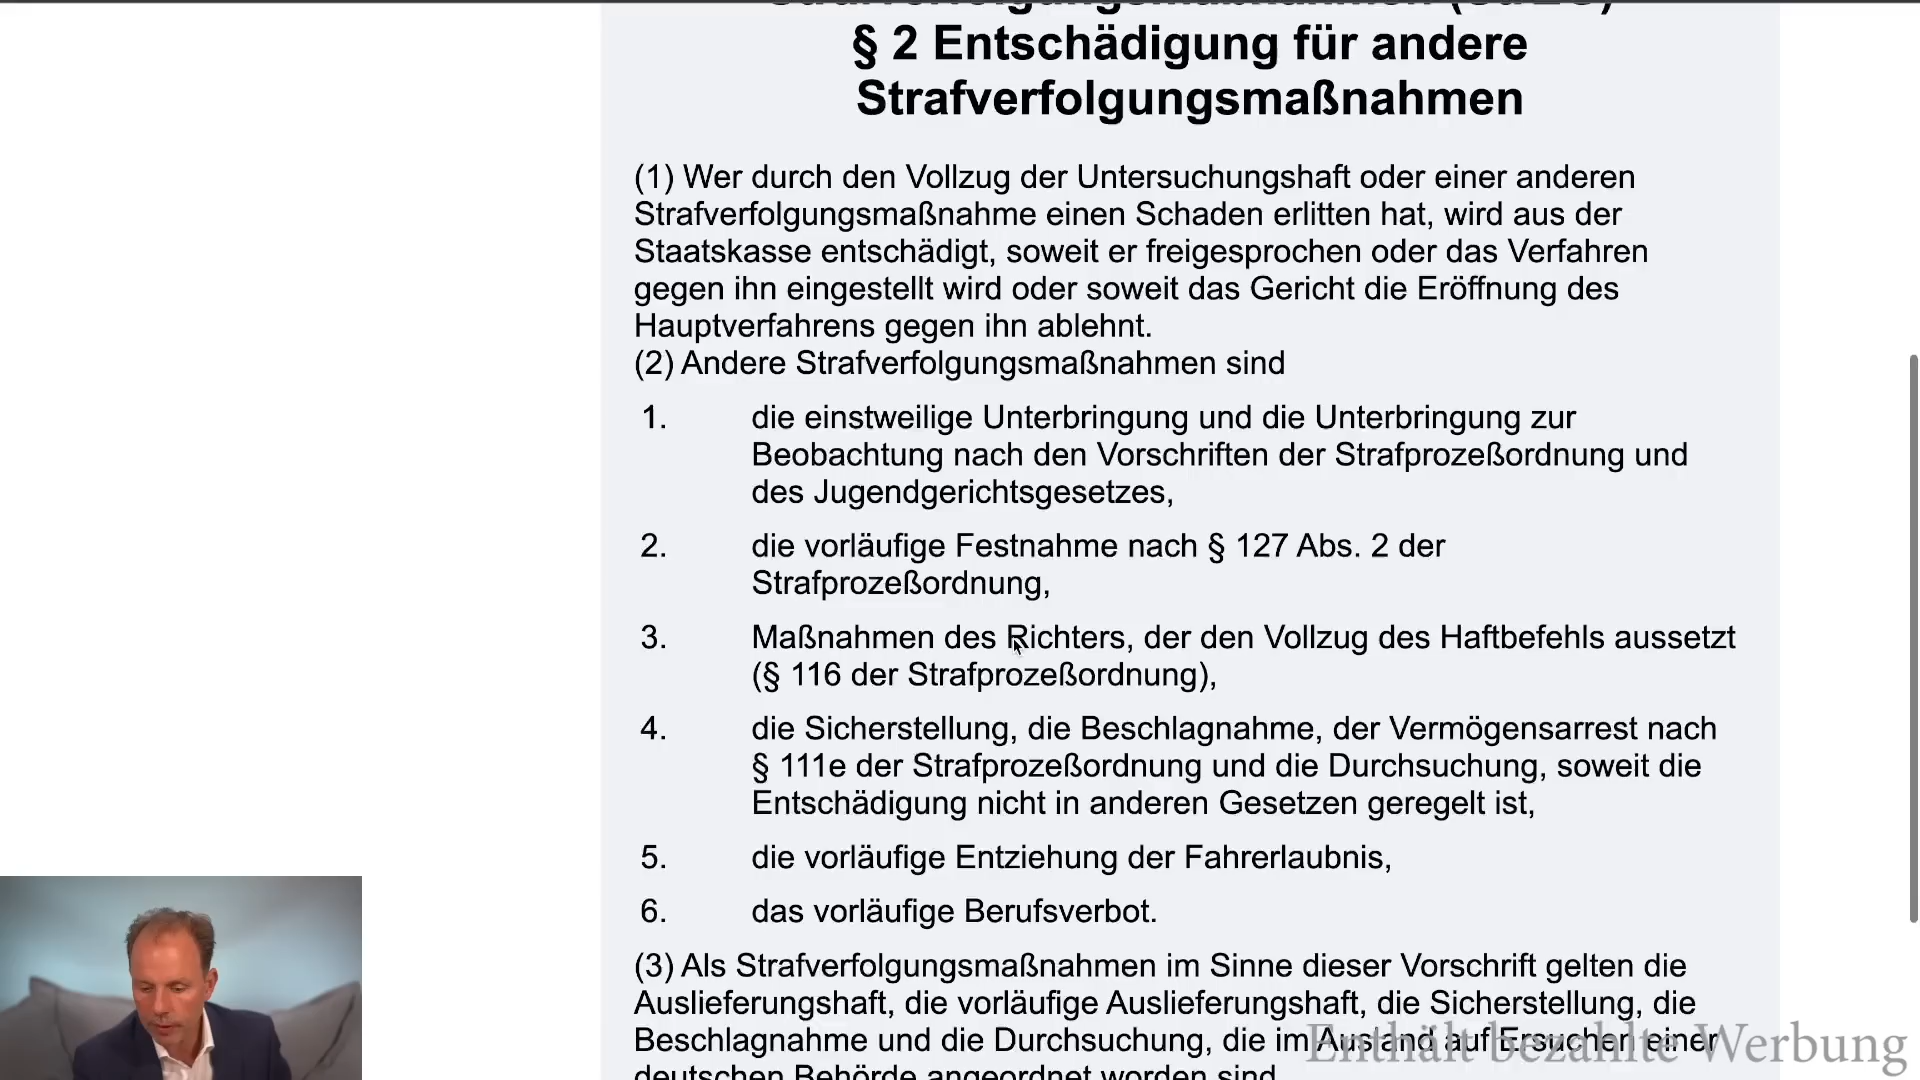 Strafverfolgungsmaßnahmen (StrEG)
§ 2 Entschädigung für andere
Strafverfolgungsmaßnahmen
(1) Wer durch den Vollzug der Untersuchungshaft oder einer anderen
Strafverfolgungsmaßnahme einen Schaden erlitten hat, wird aus der
Staatskasse entschädigt, soweit er freigesprochen oder das Verfahren
gegen ihn eingestellt wird oder soweit das Gericht die Eröffnung des
Hauptverfahrens gegen ihn ablehnt.
(2) Andere Strafverfolgungsmaßnahmen sind
1. die einstweilige Unterbringung und die Unterbringung zur
Beobachtung nach den Vorschriften der Strafprozeßordnung und
des Jugendgerichtsgesetzes,
2. die vorläufige Festnahme nach § 127 Abs. 2 der
Strafprozeßordnung,
3. Maßnahmen des Richters, der den Vollzug des Haftbefehls aussetzt
(§ 116 der Strafprozeßordnung),
4. die Sicherstellung, die Beschlagnahme, der Vermögensarrest nach
§ 111e der Strafprozeßordnung und die Durchsuchung, soweit die
Entschädigung nicht in anderen Gesetzen geregelt ist,
5. die vorläufige Entziehung der Fahrerlaubnis,
6. das vorläufige Berufsverbot.
(3) Als Strafverfolgungsmaßnahmen im Sinne dieser Vorschrift gelten die
Auslieferungshaft, die vorläufige Auslieferungshaft, die Sicherstellung, die
Beschlagnahme und die Durchsuchung, die im Ausland auf Ersuchen einer
deutschen Behörde angeordnet worden sind.
Enthält bezahlte Werbung